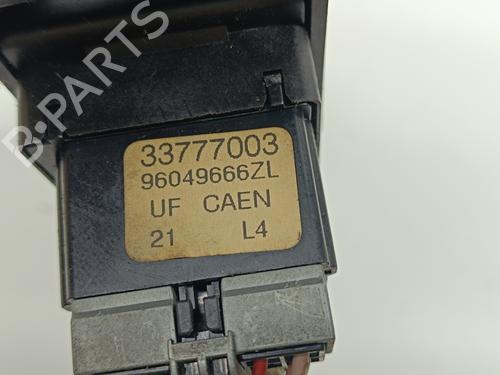 B-PARTS
33777003
96049666ZL
UF CAEN
21 L4